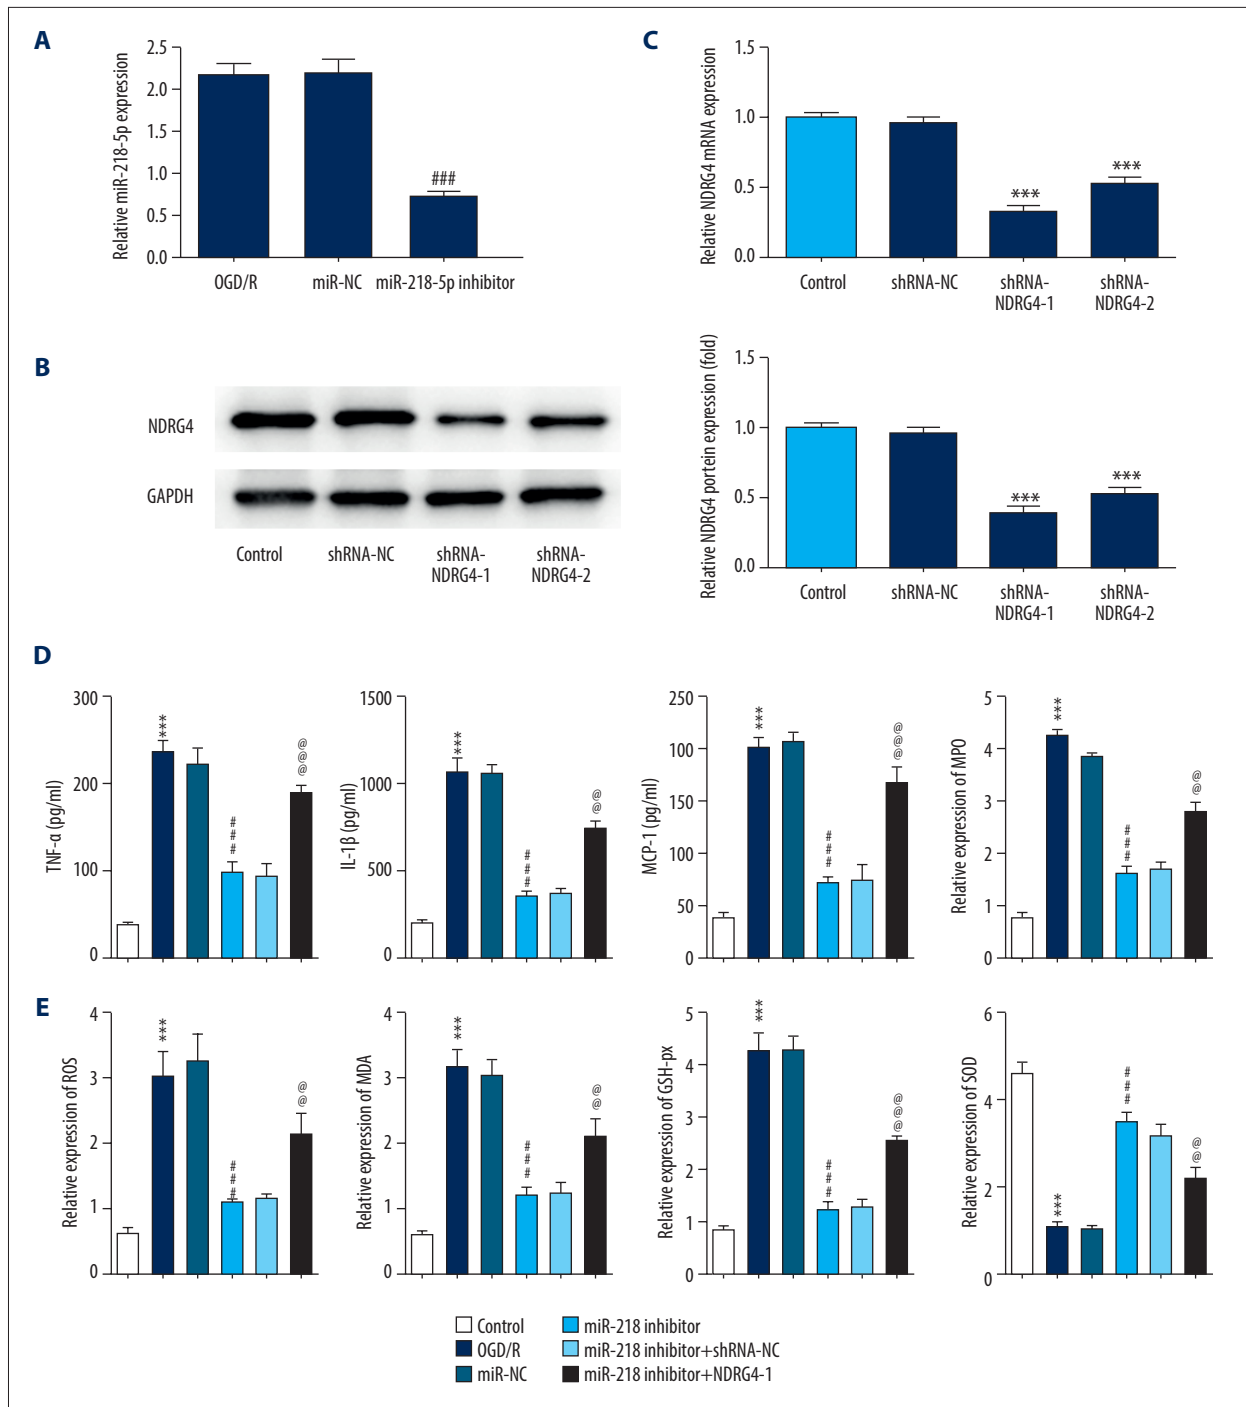 A
2.5
2.0
1.5
1.0
0.5
0.0
Relative miR-218-5p expression
###
OGD/R
miR-NC
miR-218-5p inhibitor
B
NDRG4
GAPDH
Control
shRNA-NC
shRNA-
NDRG4-1
shRNA-
NDRG4-2
C
1.5
1.0
0.5
0.0
Relative NDRG4 mRNA expression
***
***
Control
shRNA-NC
shRNA-
NDRG4-1
shRNA-
NDRG4-2
1.5
1.0
0.5
0.0
Relative NDRG4 portein expression (fold)
***
***
Control
shRNA-NC
shRNA-
NDRG4-1
shRNA-
NDRG4-2
D
300
200
100
0
TNF-α (pg/ml)
***
###
@@@
1500
1000
500
0
IL-1β (pg/ml)
***
###
@@
250
100
150
100
50
0
MCP-1 (pg/ml)
***
###
@@@
5
4
3
2
1
0
Relative expression of MPO
***
###
@@
E
4
3
2
1
0
Relative expression of ROS
***
###
@@
4
3
2
1
0
Relative expression of MDA
***
###
@@
5
4
3
2
1
0
Relative expression of GSH-px
***
###
@@@
6
4
2
0
Relative expression of SOD
***
###
@@
Control
OGD/R
miR-NC
miR-218 inhibitor
miR-218 inhibitor+shRNA-NC
miR-218 inhibitor+NDRG4-1